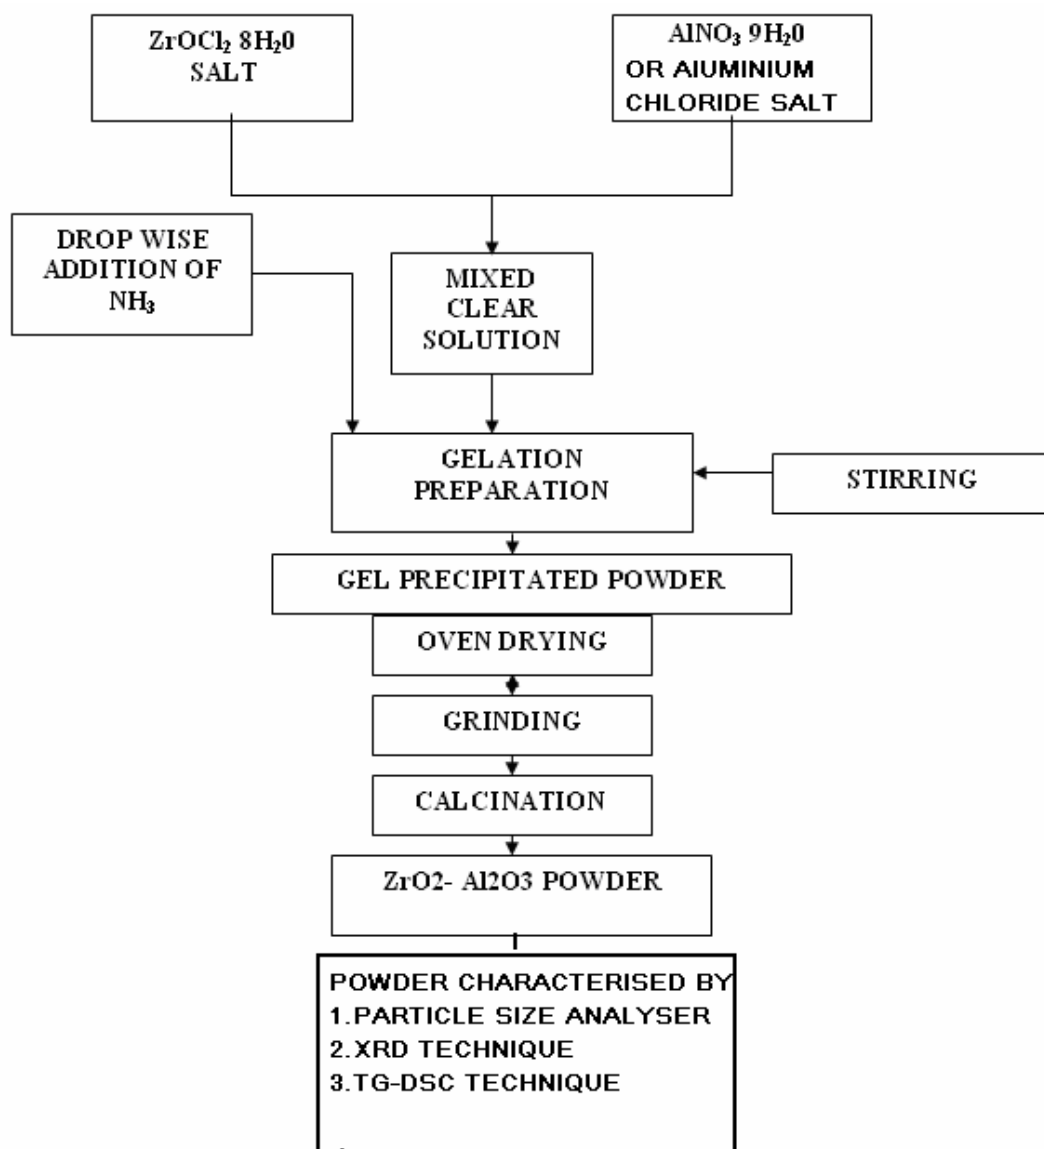 ZrOCl₂ 8H₂0
SALT
AlNO₃ 9H₂0
OR AIUMINIUM
CHLORIDE SALT
DROP WISE
ADDITION OF
NH₃
MIXED
CLEAR
SOLUTION
GELATION
PREPARATION
STIRRING
GEL PRECIPITATED POWDER
OVEN DRYING
GRINDING
CALCINATION
ZrO2- Al2O3 POWDER
POWDER CHARACTERISED BY
1.PARTICLE SIZE ANALYSER
2.XRD TECHNIQUE
3.TG-DSC TECHNIQUE